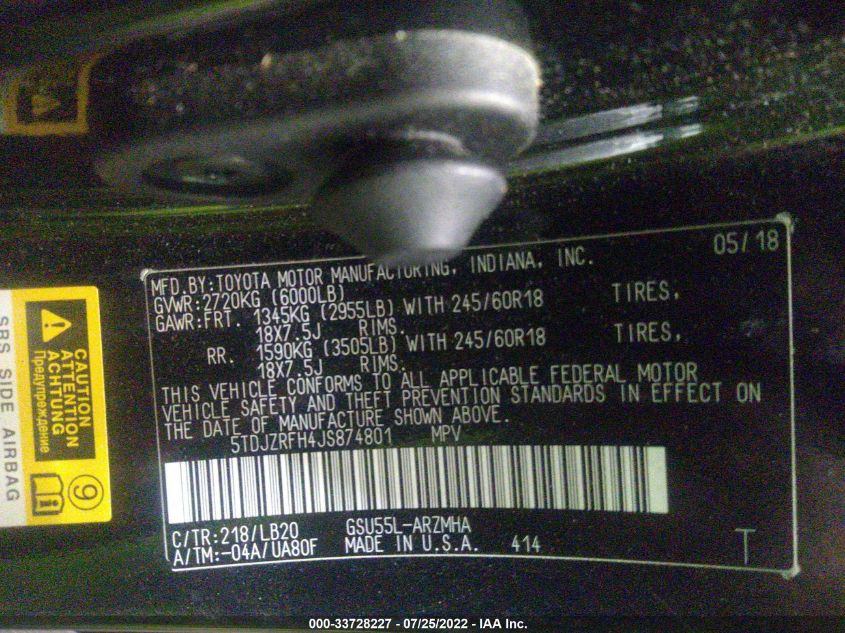 MFD.BY:TOYOTA MOTOR MANUFACTURING, INDIANA, INC. 05/18
GVWR:2720KG (6000LB)
GAWR:FRT. 1345KG (2955LB) WITH 245/60R18 TIRES,
18X7.5J RIMS.
RR. 1590KG (3505LB) WITH 245/60R18 TIRES,
18X7.5J RIMS.
THIS VEHICLE CONFORMS TO ALL APPLICABLE FEDERAL MOTOR
VEHICLE SAFETY AND THEFT PREVENTION STANDARDS IN EFFECT ON
THE DATE OF MANUFACTURE SHOWN ABOVE.
5TDJZRFH4JS874801 MPV
C/TR:218/LB20 GSU55L-ARZMHA
A/TM:-04A/UA80F MADE IN U.S.A. 414
T
CAUTION
ATTENTION
ACHTUNG
Предупреждение
9
SRS SIDE AIRBAG
000-33728227 - 07/25/2022 - IAA Inc.